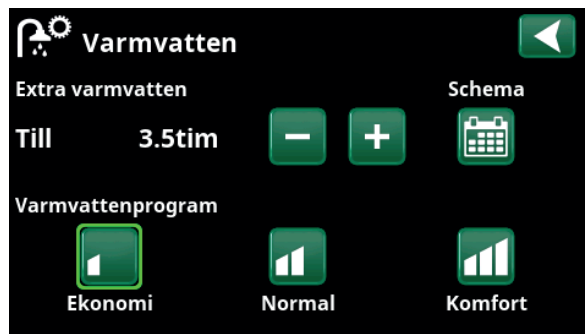 Varmvatten
Extra varmvatten Schema
Till 3.5tim
Varmvattenprogram
Ekonomi Normal Komfort